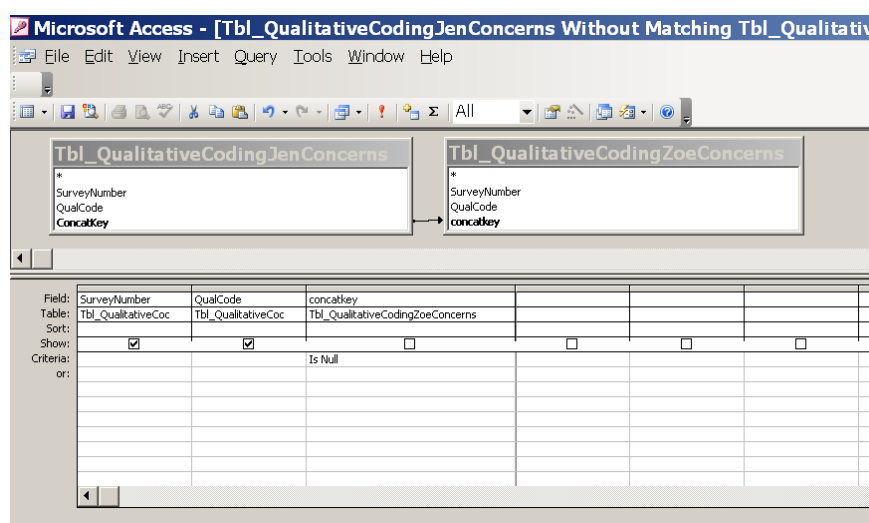 Microsoft Access - [Tbl_QualitativeCodingJenConcerns Without Matching Tbl_Qualitativ
File Edit View Insert Query Tools Window Help
Σ All
Tbl_QualitativeCodingJenConcerns Tbl_QualitativeCodingZoeConcerns
* *
SurveyNumber SurveyNumber
QualCode QualCode
ConcatKey concatkey
Field: SurveyNumber QualCode concatkey
Table: Tbl_QualitativeCoc Tbl_QualitativeCoc Tbl_QualitativeCodingZoeConcerns
Sort:
Show:
Criteria: Is Null
or: